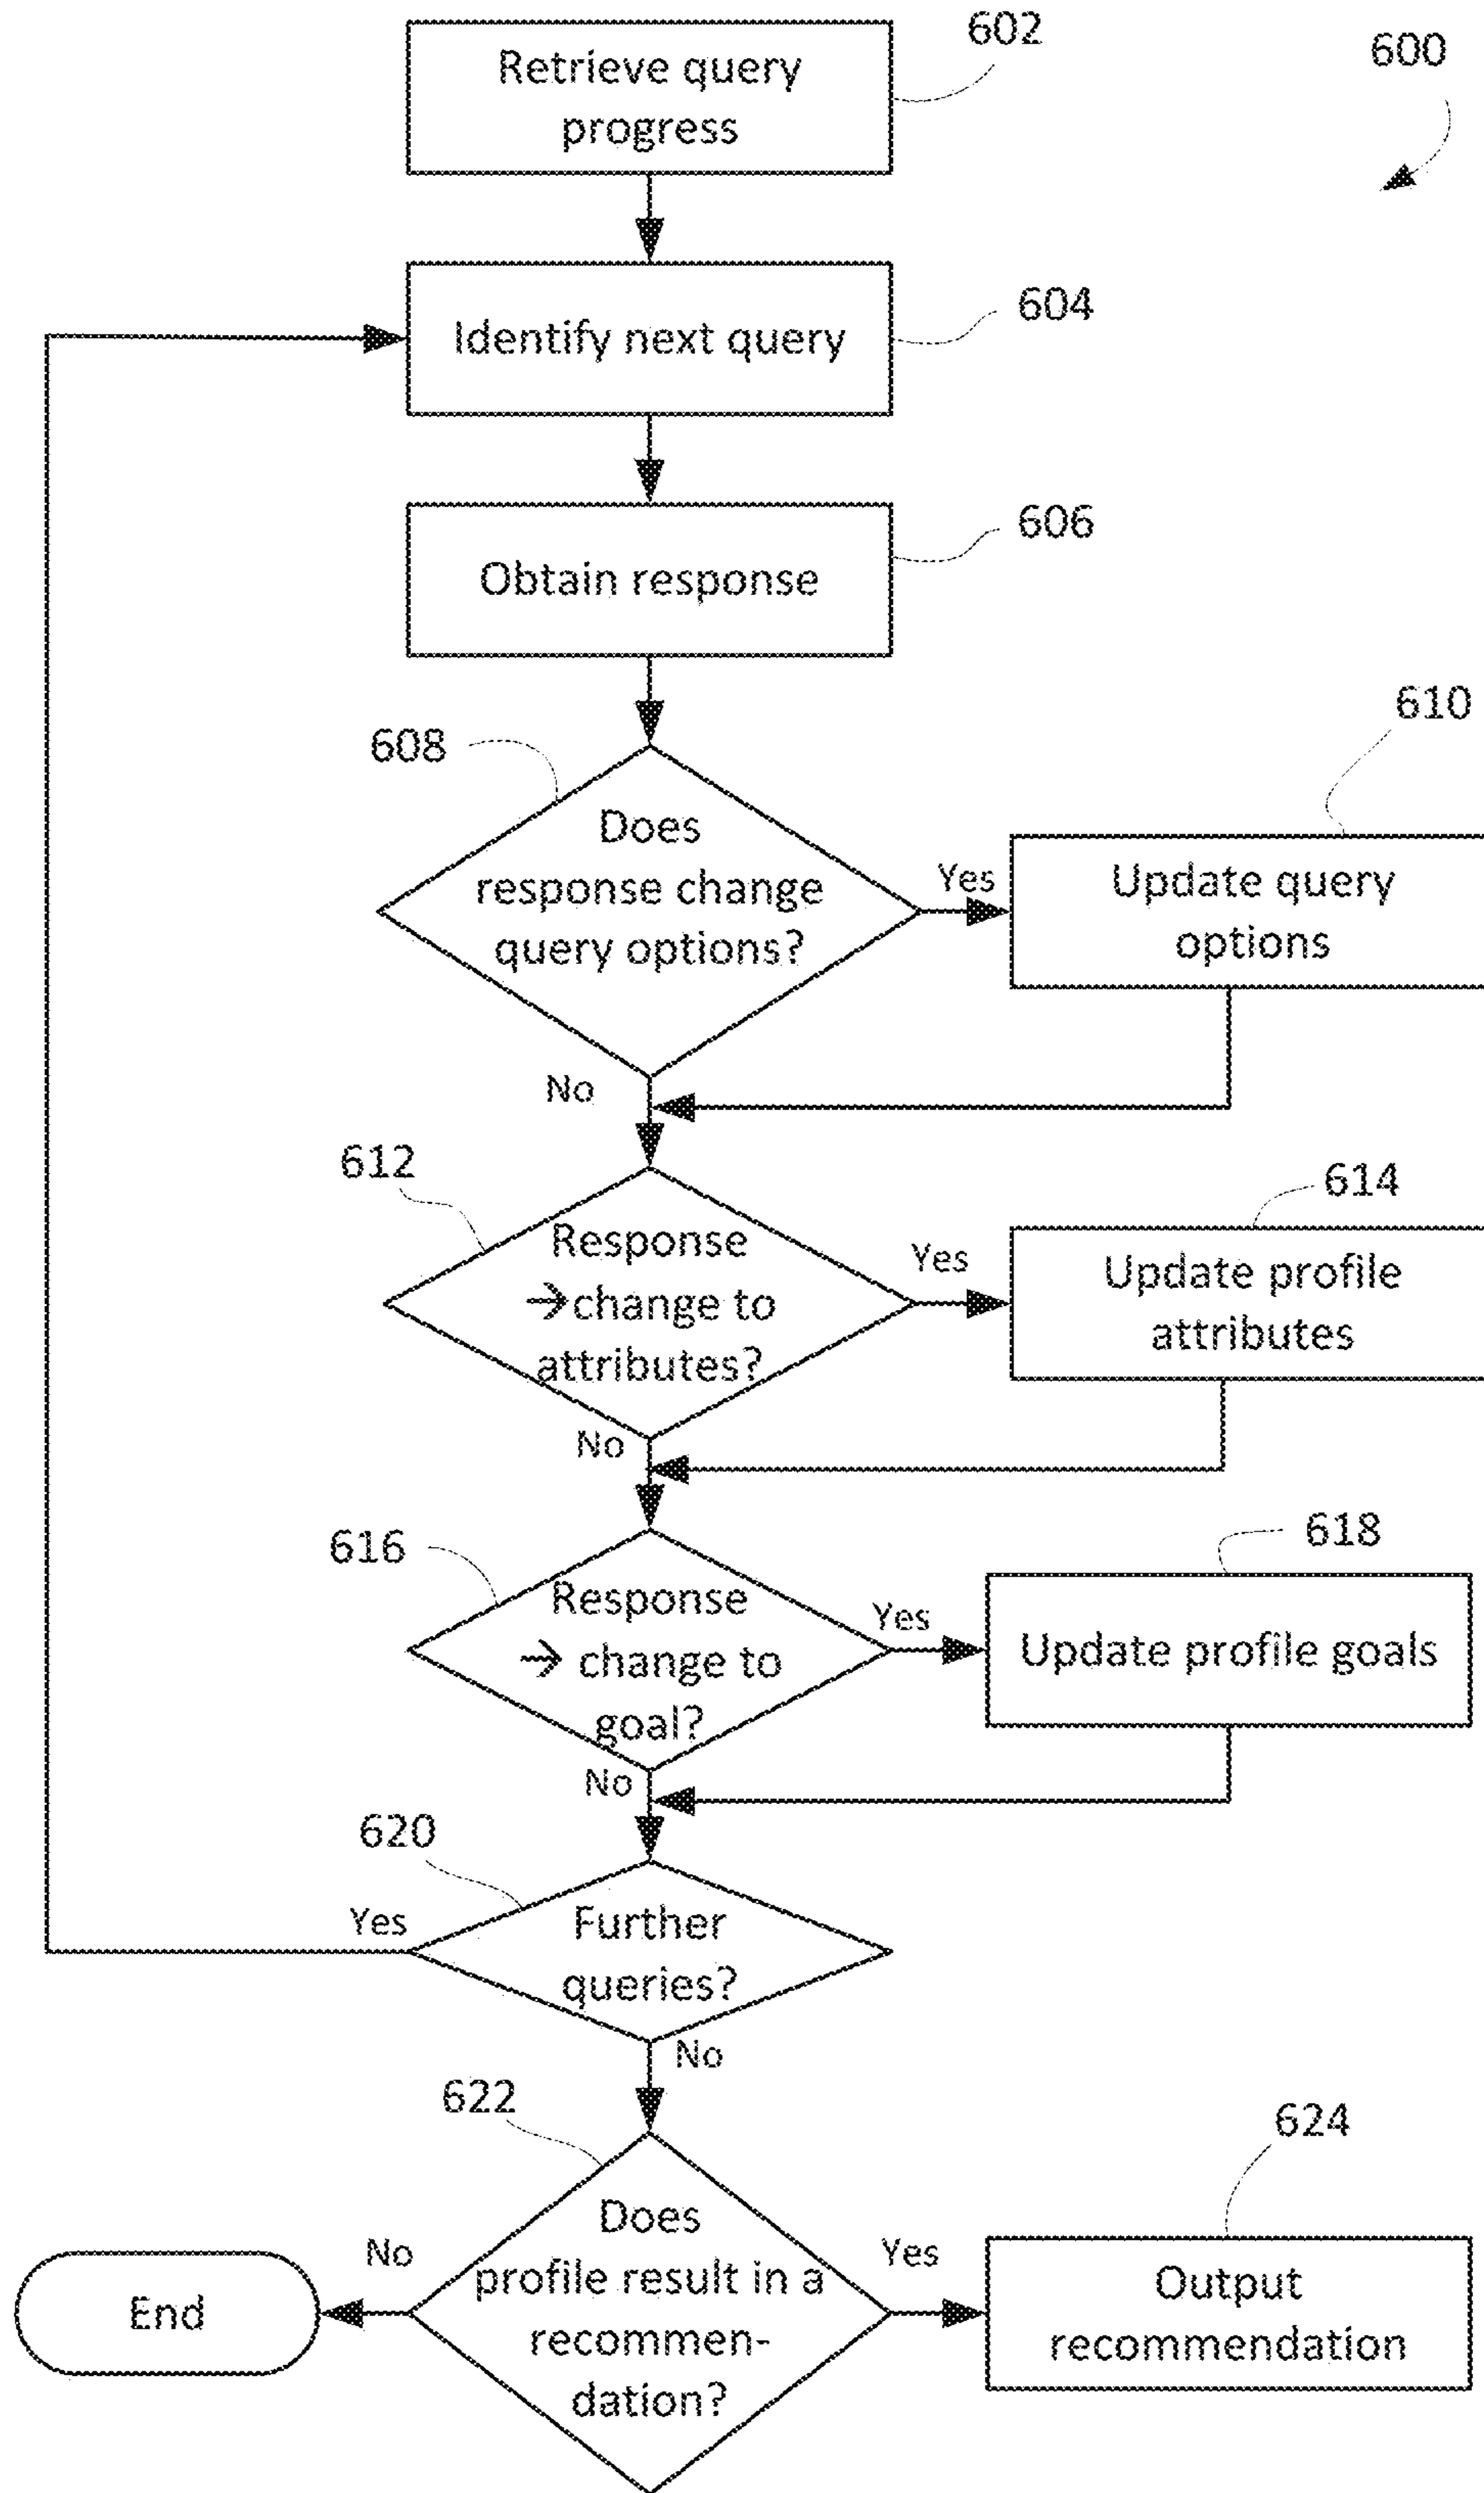 602
600
Retrieve query
progress
604
Identify next query
606
Obtain response
610
608
Does
response change
query options?
Yes
Update query
options
No
612
614
Response
→change to
attributes?
Yes
Update profile
attributes
No
616
618
Response
→ change to
goal?
Yes
Update profile goals
No
620
Yes
Further
queries?
No
622
624
Does
profile result in a
recommen-
dation?
No
Yes
End
Output
recommendation